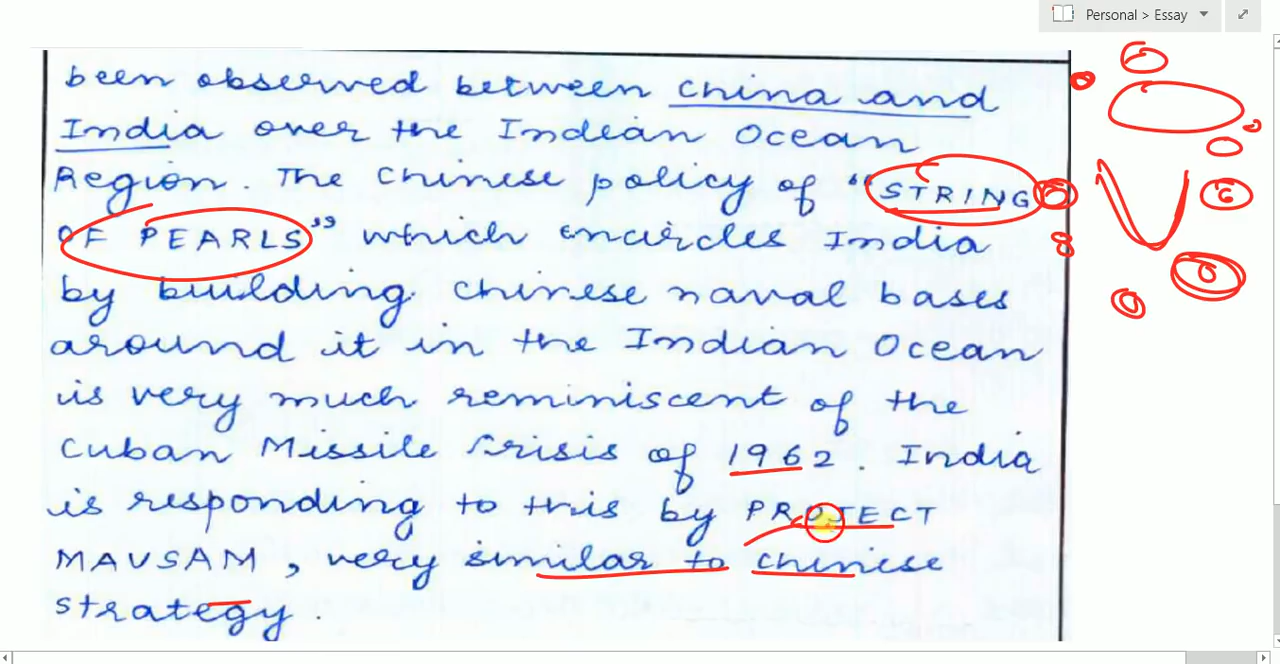 Personal > Essay
been observed between China and
India over the Indian Ocean
Region. The Chinese policy of "STRING
OF PEARLS" which encircles India
by building Chinese naval bases
around it in the Indian Ocean
is very much reminiscent of the
Cuban Missile Crisis of 1962. India
is responding to this by PROJECT
MAUSAM, very similar to Chinese
strategy.